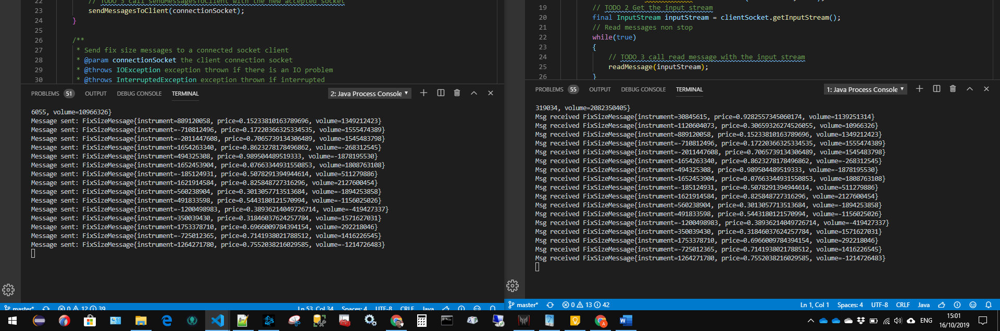 22 // TODO 3 call sendMessagesToClient with the new accepted socket
23 sendMessagesToClient(connectionSocket);
24 }
25
26 /**
27 * Send fix size messages to a connected socket client
28 * @param connectionSocket the client connection socket
29 * @throws IOException exception thrown if there is an IO problem
30 * @throws InterruptedException exception thrown if interrupted
PROBLEMS 51 OUTPUT DEBUG CONSOLE TERMINAL 2: Java Process Console
6055, volume=10966326}
Message sent: FixSizeMessage{instrument=889120058, price=0.15233810163789696, volume=1349212423}
Message sent: FixSizeMessage{instrument=-710812496, price=0.17220366325334535, volume=1555474389}
Message sent: FixSizeMessage{instrument=-2011447608, price=0.7065739134306489, volume=1545483798}
Message sent: FixSizeMessage{instrument=1654263340, price=0.8623278178496862, volume=-268312545}
Message sent: FixSizeMessage{instrument=494325308, price=0.989504489519333, volume=-1878195530}
Message sent: FixSizeMessage{instrument=1652453904, price=0.07663344931550853, volume=1808763108}
Message sent: FixSizeMessage{instrument=-185124931, price=0.5078291394944614, volume=511279886}
Message sent: FixSizeMessage{instrument=1621914584, price=0.825848727316296, volume=2127600454}
Message sent: FixSizeMessage{instrument=560238904, price=0.3013057713513684, volume=-1894253858}
Message sent: FixSizeMessage{instrument=491833598, price=0.5443180121570994, volume=-1156025026}
Message sent: FixSizeMessage{instrument=-1200498983, price=0.38936214049726714, volume=-419427337}
Message sent: FixSizeMessage{instrument=350039430, price=0.31846037624257784, volume=1571627031}
Message sent: FixSizeMessage{instrument=1753378710, price=0.6966009784394154, volume=292218046}
Message sent: FixSizeMessage{instrument=-725012365, price=0.7141938021788512, volume=1416226545}
Message sent: FixSizeMessage{instrument=1264271780, price=0.7552038216029585, volume=-1214726483}
master* 0 12 39 Ln 53, Col 34 Spaces: 4 UTF-8 CRLF Java
19 // TODO 2 Get the input stream
20 final InputStream inputStream = clientSocket.getInputStream();
21 // Read messages non stop
22 while(true)
23 {
24 // TODO 3 call read message with the input stream
25 readMessage(inputStream);
26 }
PROBLEMS 55 OUTPUT DEBUG CONSOLE TERMINAL 1: Java Process Console
319034, volume=2082350405}
Msg received FixSizeMessage{instrument=30845615, price=0.9282557345060174, volume=1139251314}
Msg received FixSizeMessage{instrument=1120604073, price=0.30659326274526055, volume=10966326}
Msg received FixSizeMessage{instrument=889120058, price=0.15233810163789696, volume=1349212423}
Msg received FixSizeMessage{instrument=-710812496, price=0.17220366325334535, volume=1555474389}
Msg received FixSizeMessage{instrument=-2011447608, price=0.7065739134306489, volume=1545483798}
Msg received FixSizeMessage{instrument=1654263340, price=0.8623278178496862, volume=-268312545}
Msg received FixSizeMessage{instrument=494325308, price=0.989504489519333, volume=-1878195530}
Msg received FixSizeMessage{instrument=1652453904, price=0.07663344931550853, volume=1808763108}
Msg received FixSizeMessage{instrument=-185124931, price=0.5078291394944614, volume=511279886}
Msg received FixSizeMessage{instrument=1621914584, price=0.825848727316296, volume=2127600454}
Msg received FixSizeMessage{instrument=560238904, price=0.3013057713513684, volume=-1894253858}
Msg received FixSizeMessage{instrument=491833598, price=0.5443180121570994, volume=-1156025026}
Msg received FixSizeMessage{instrument=-1200498983, price=0.38936214049726714, volume=-419427337}
Msg received FixSizeMessage{instrument=350039430, price=0.31846037624257784, volume=1571627031}
Msg received FixSizeMessage{instrument=1753378710, price=0.6966009784394154, volume=292218046}
Msg received FixSizeMessage{instrument=-725012365, price=0.7141938021788512, volume=1416226545}
Msg received FixSizeMessage{instrument=1264271780, price=0.7552038216029585, volume=-1214726483}
master* 0 13 42 Ln 1, Col 1 Spaces: 4 UTF-8 CRLF Java
ENG 15:01
16/10/2019